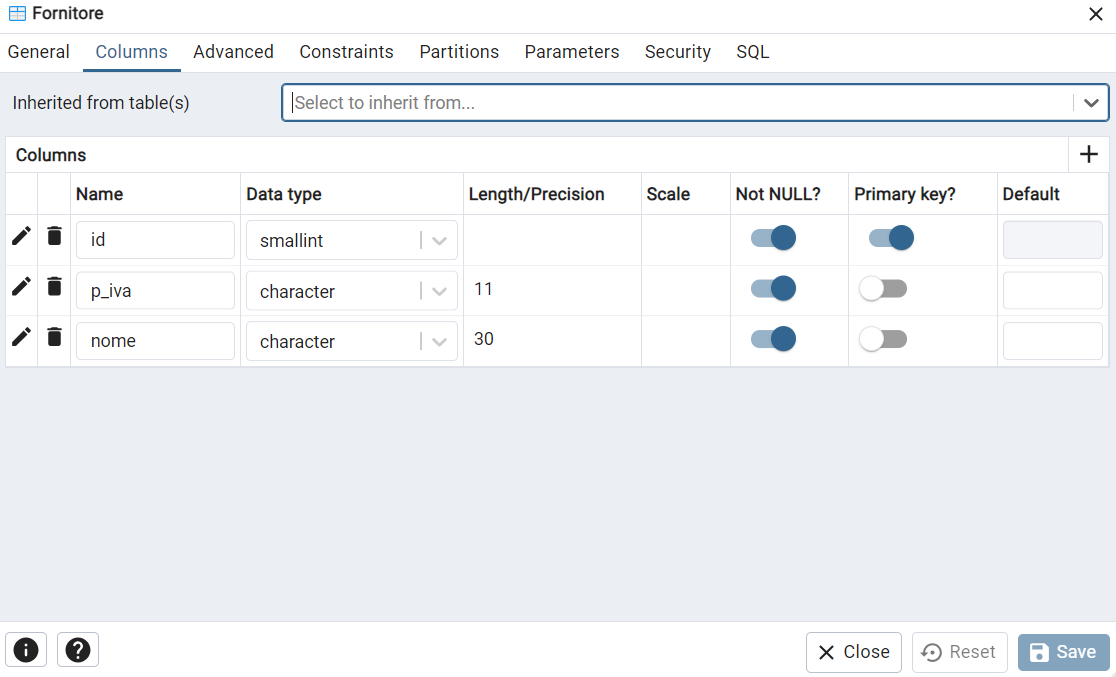 Fornitore
General Columns Advanced Constraints Partitions Parameters Security SQL
Inherited from table(s) Select to inherit from...
Columns
Name Data type Length/Precision Scale Not NULL? Primary key? Default
id smallint
p_iva character 11
nome character 30
Close Reset Save